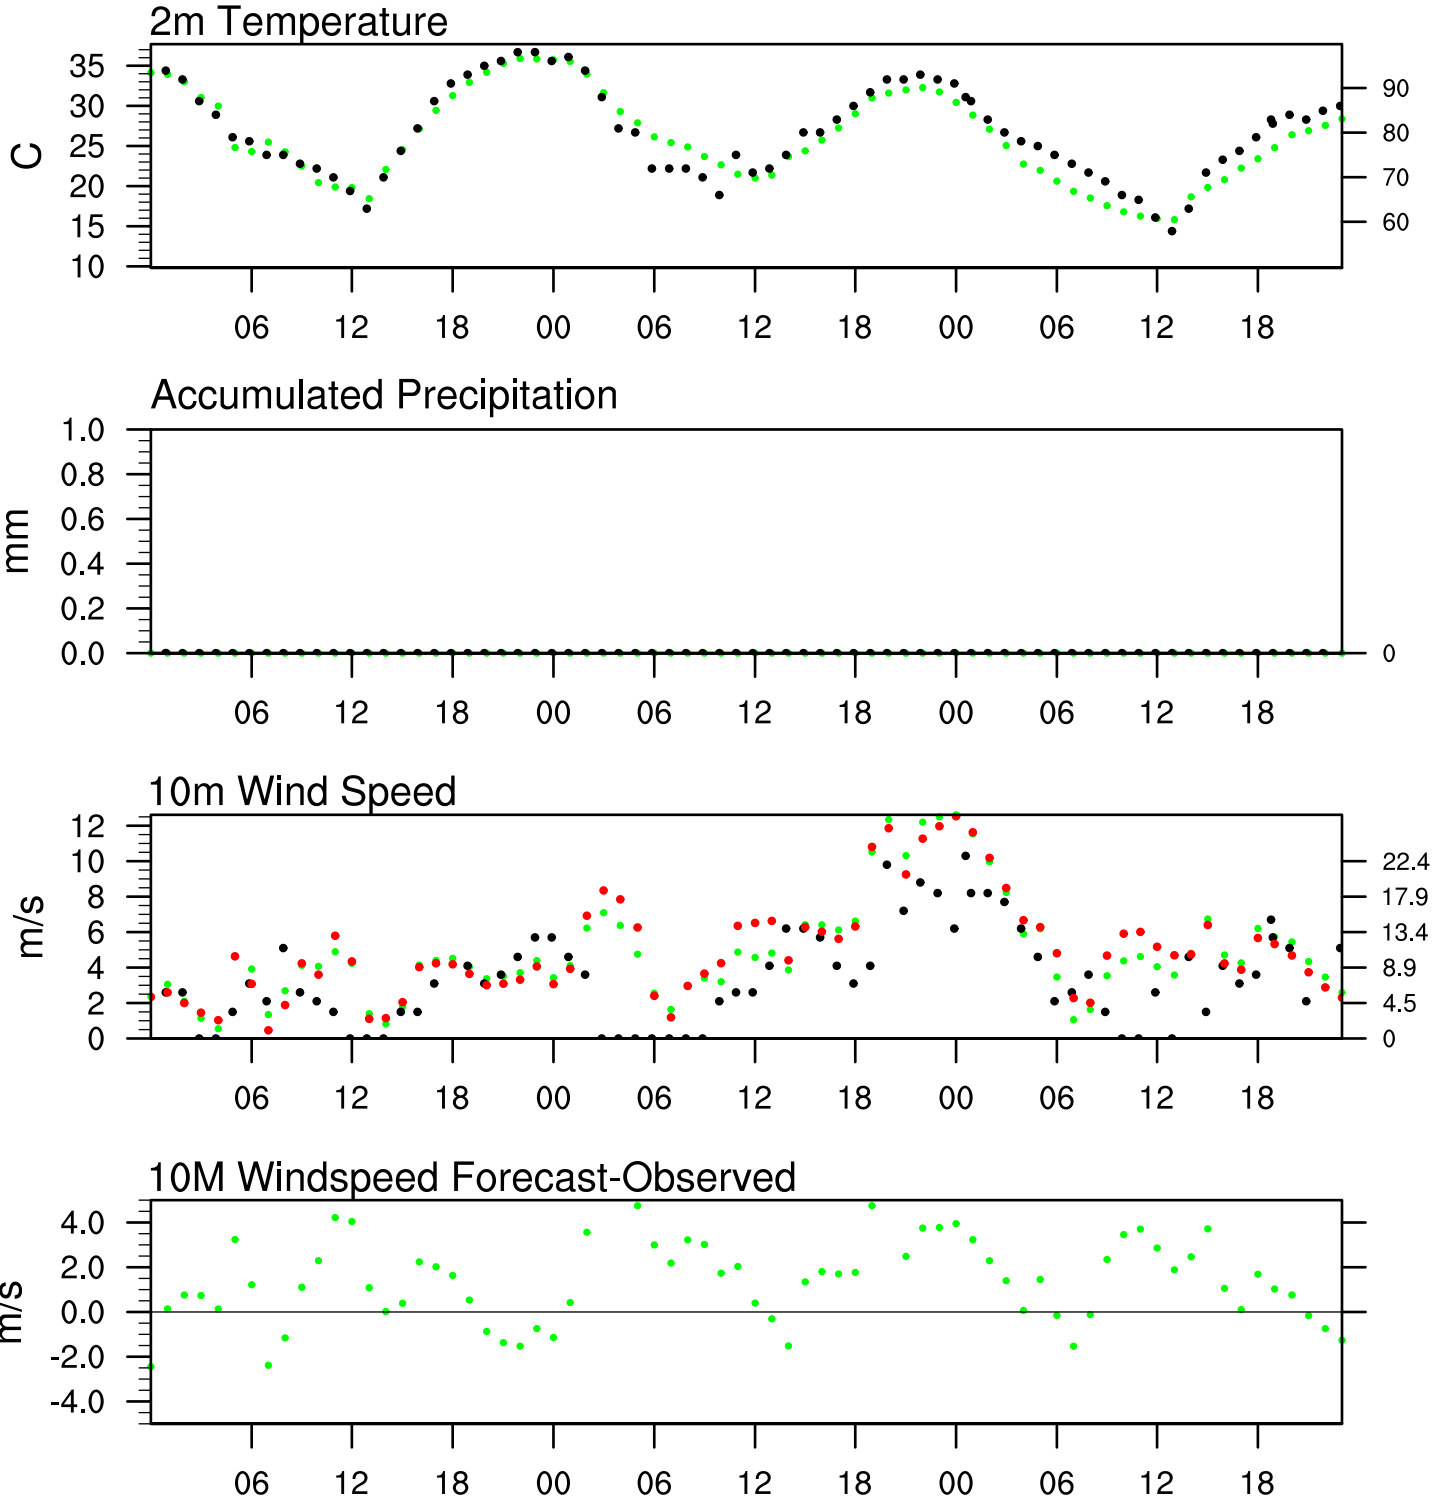 2m Temperature
C
35
30
25
20
15
10
90
80
70
60
06 12 18 00 06 12 18 00 06 12 18
Accumulated Precipitation
mm
1.0
0.8
0.6
0.4
0.2
0.0
0
06 12 18 00 06 12 18 00 06 12 18
10m Wind Speed
m/s
12
10
8
6
4
2
0
22.4
17.9
13.4
8.9
4.5
0
06 12 18 00 06 12 18 00 06 12 18
10M Windspeed Forecast-Observed
m/s
4.0
2.0
0.0
-2.0
-4.0
06 12 18 00 06 12 18 00 06 12 18